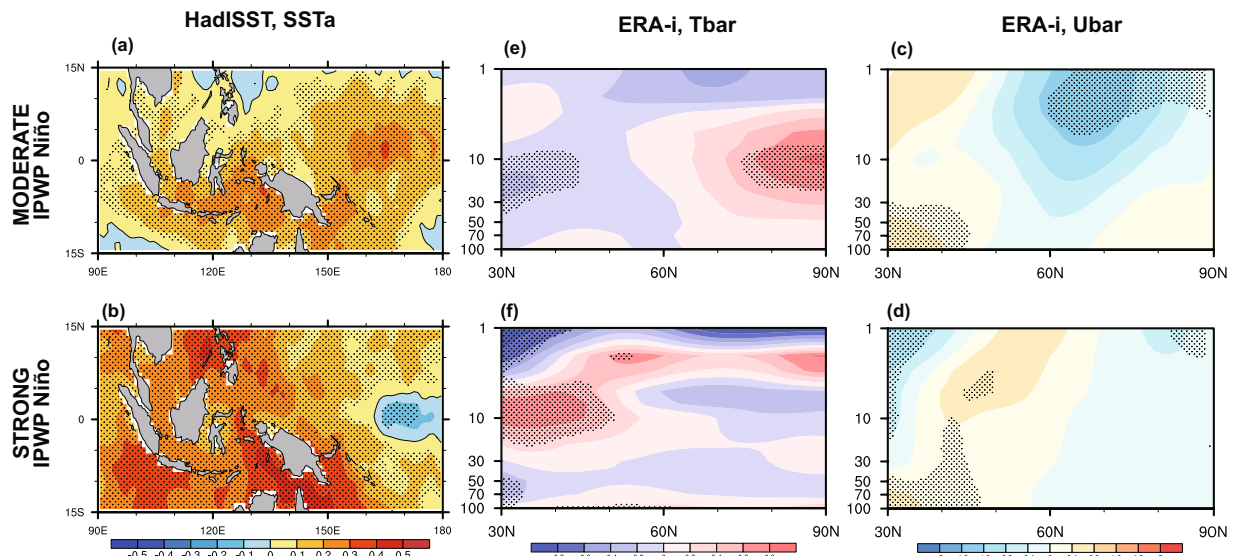 HadISST, SSTa
ERA-i, Tbar
ERA-i, Ubar
MODERATE
IPWP Niño
(a)
15N
0
15S
90E 120E 150E 180
(e)
1
10
30
50
70
100
30N 60N 90N
(c)
1
10
30
50
70
100
30N 60N 90N
STRONG
IPWP Niño
(b)
15N
0
15S
90E 120E 150E 180
-0.5 -0.4 -0.3 -0.2 -0.1 0 0.1 0.2 0.3 0.4 0.5
(f)
1
10
30
50
70
100
30N 60N 90N
(d)
1
10
30
50
70
100
30N 60N 90N